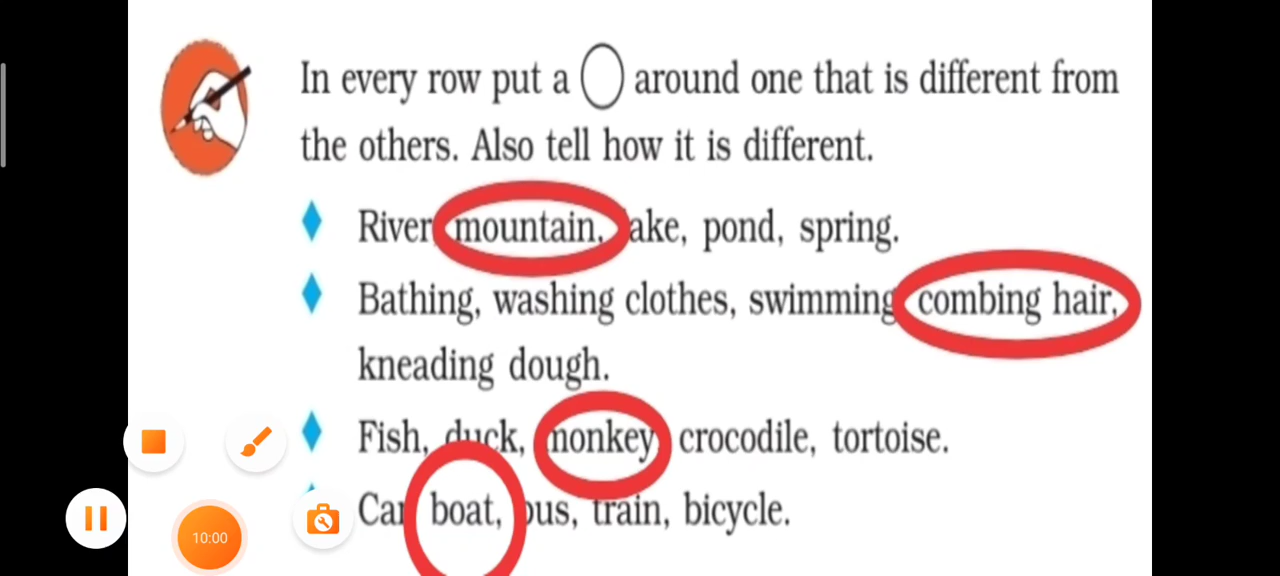 In every row put a around one that is different from
the others. Also tell how it is different.
River, mountain, lake, pond, spring.
Bathing, washing clothes, swimming, combing hair,
kneading dough.
Fish, duck, monkey, crocodile, tortoise.
Car, boat, bus, train, bicycle.
10:00